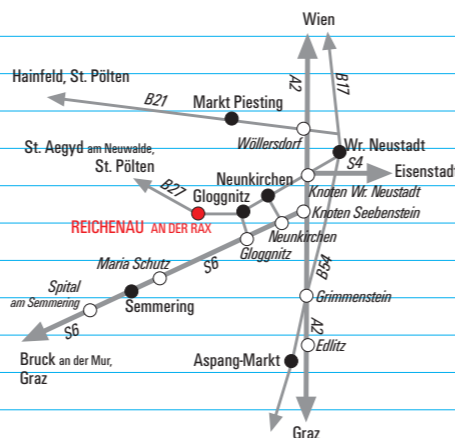 Wien
Hainfeld, St. Pölten
B21
A2
B17
Markt Piesting
Wöllersdorf
Wr. Neustadt
St. Aegyd am Neuwalde,
St. Pölten
S4
Eisenstadt
B27
Neunkirchen
Knoten Wr. Neustadt
Gloggnitz
Knoten Seebenstein
REICHENAU AN DER RAX
Neunkirchen
Gloggnitz
Maria Schutz
S6
B54
Spital
am Semmering
Grimmenstein
Semmering
S6
A2
Edlitz
Bruck an der Mur,
Graz
Aspang-Markt
Graz